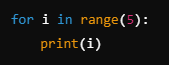 for i in range(5):
    print(i)